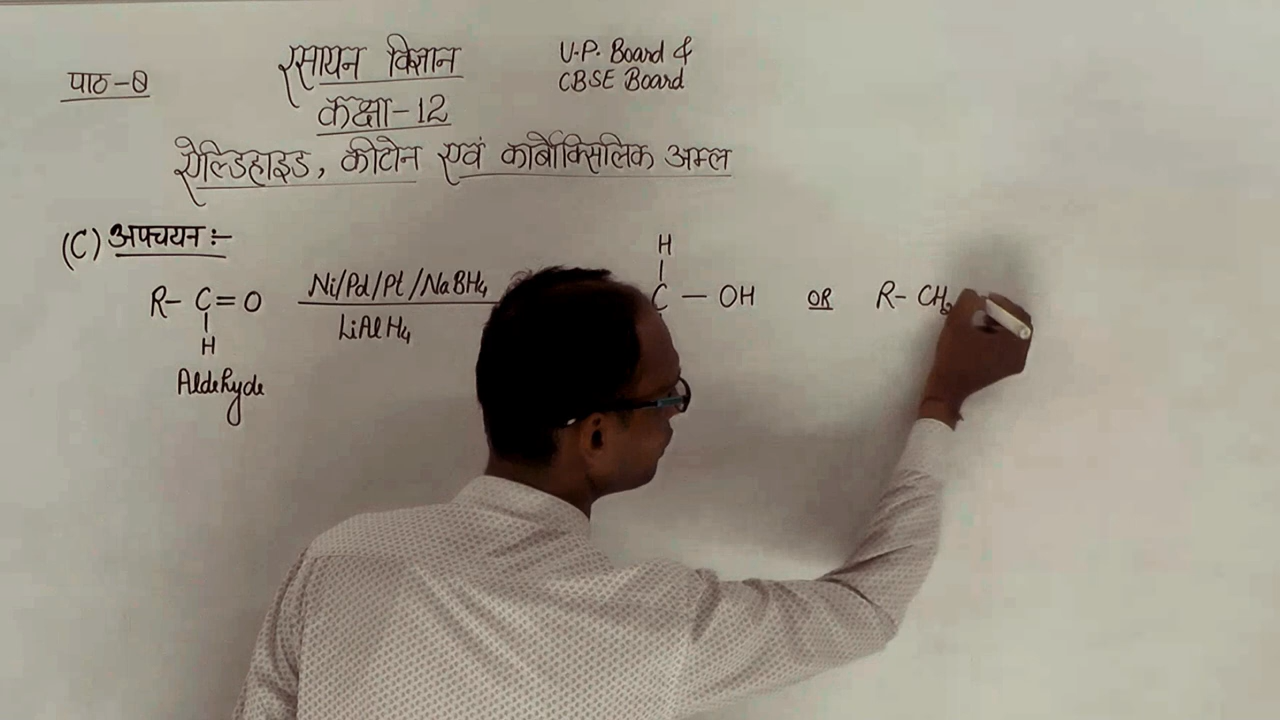 पाठ-8
रसायन विज्ञान
U.P. Board &
CBSE Board
कक्षा-12
ऐल्डिहाइड, कीटोन एवं कार्बोक्सिलिक अम्ल
(C) अपचयन :-
H
R- C = O Ni/Pd/Pt/NaBH4 C - OH OR R- CH2
LiAlH4
H
Aldehyde